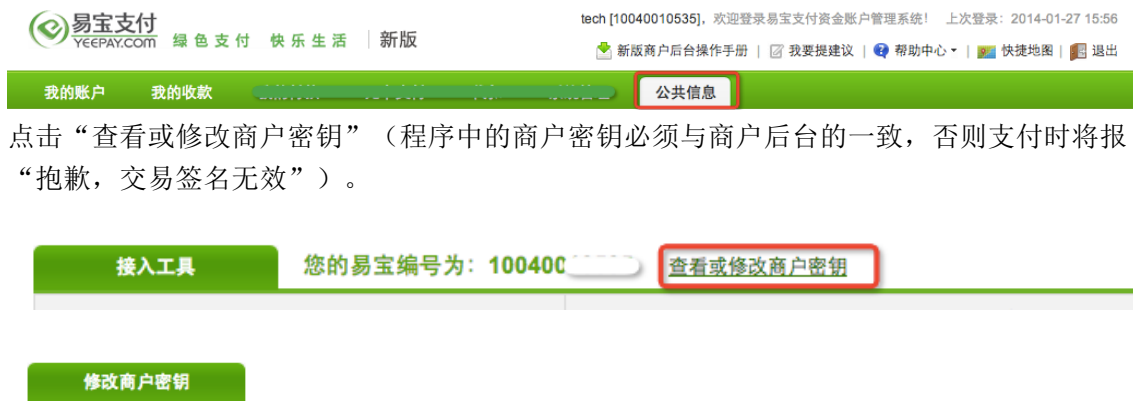 易宝支付
YEEPAY.COM 绿色支付 快乐生活 新版
tech [10040010535]，欢迎登录易宝支付资金账户管理系统！ 上次登录：2014-01-27 15:56
新版商户后台操作手册 | 我要提建议 | 帮助中心 | 快捷地图 | 退出
我的账户 我的收款 公共信息
点击“查看或修改商户密钥”（程序中的商户密钥必须与商户后台的一致，否则支付时将报
“抱歉，交易签名无效”）。
接入工具 您的易宝编号为：100400 查看或修改商户密钥
修改商户密钥